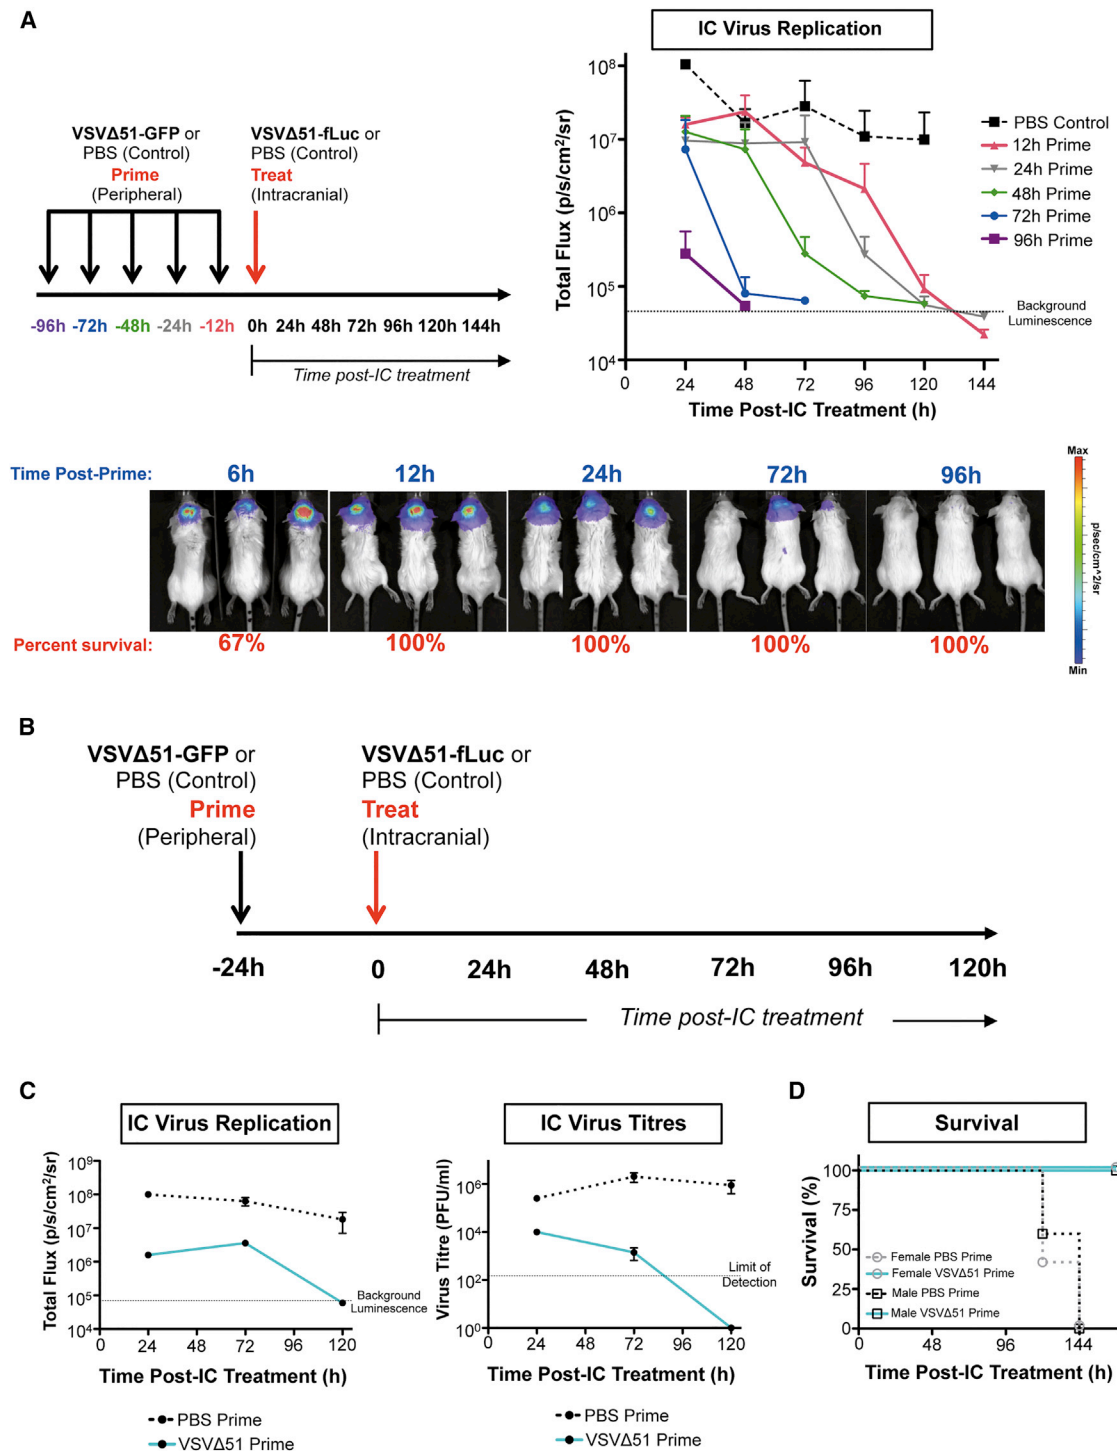 A
VSVΔ51-GFP or
PBS (Control)
Prime
(Peripheral)
VSVΔ51-fLuc or
PBS (Control)
Treat
(Intracranial)
-96h -72h -48h -24h -12h 0h 24h 48h 72h 96h 120h 144h
Time post-IC treatment
IC Virus Replication
Total Flux (p/s/cm²/sr)
10⁸
10⁷
10⁶
10⁵
10⁴
0 24 48 72 96 120 144
Time Post-IC Treatment (h)
PBS Control
12h Prime
24h Prime
48h Prime
72h Prime
96h Prime
Background
Luminescence
Time Post-Prime: 6h 12h 24h 72h 96h
Percent survival: 67% 100% 100% 100% 100%
Max
p/sec/cm^2/sr
Min
B
VSVΔ51-GFP or
PBS (Control)
Prime
(Peripheral)
VSVΔ51-fLuc or
PBS (Control)
Treat
(Intracranial)
-24h 0 24h 48h 72h 96h 120h
Time post-IC treatment
C
IC Virus Replication
Total Flux (p/s/cm²/sr)
10⁹
10⁸
10⁷
10⁶
10⁵
10⁴
Background
Luminescence
0 24 48 72 96 120
Time Post-IC Treatment (h)
PBS Prime
VSVΔ51 Prime
IC Virus Titres
Virus Titre (PFU/ml)
10⁶
10⁴
10²
10⁰
Limit of
Detection
0 24 48 72 96 120
Time Post-IC Treatment (h)
PBS Prime
VSVΔ51 Prime
D
Survival
Survival (%)
100
75
50
25
0
Female PBS Prime
Female VSVΔ51 Prime
Male PBS Prime
Male VSVΔ51 Prime
0 48 96 144
Time Post-IC Treatment (h)